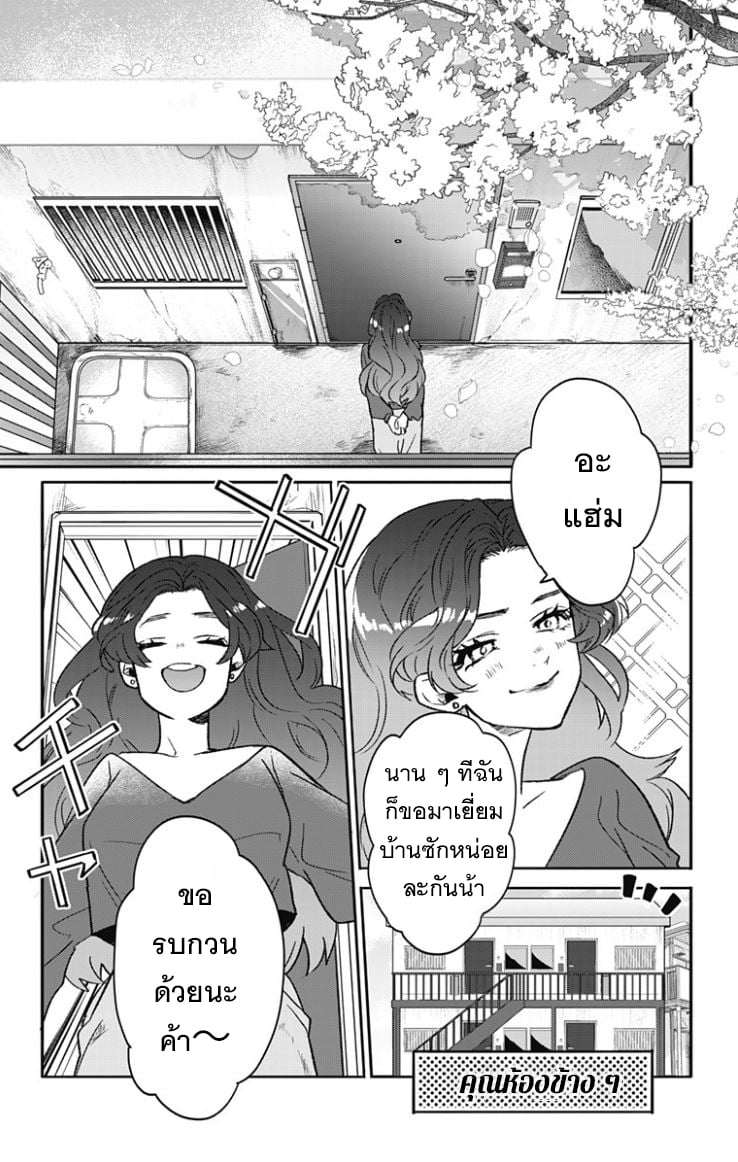 อะ
แฮ่ม
นาน ๆ ทีฉัน
ก็ขอมาเยี่ยม
บ้านซักหน่อย
ละกันน้า
ขอ
รบกวน
ด้วยนะ
ค้า～
คุณห้องข้าง ๆ